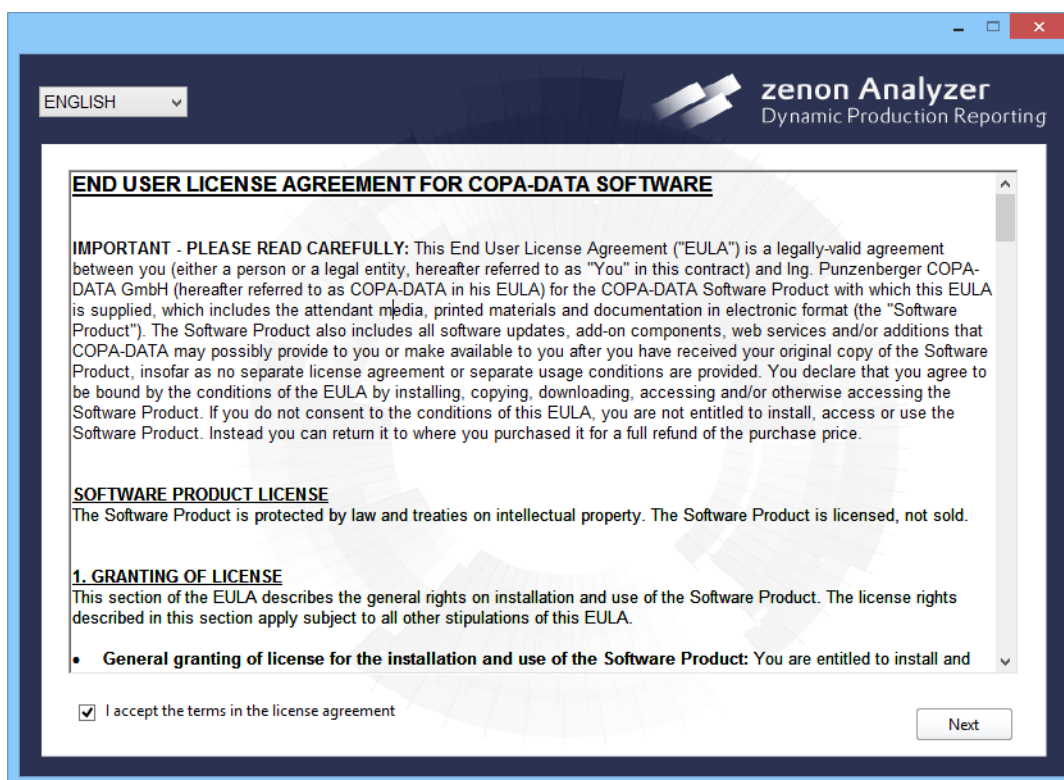 ENGLISH
zenon Analyzer
Dynamic Production Reporting
END USER LICENSE AGREEMENT FOR COPA-DATA SOFTWARE
IMPORTANT - PLEASE READ CAREFULLY: This End User License Agreement ("EULA") is a legally-valid agreement
between you (either a person or a legal entity, hereafter referred to as "You" in this contract) and Ing. Punzenberger COPA-
DATA GmbH (hereafter referred to as COPA-DATA in his EULA) for the COPA-DATA Software Product with which this EULA
is supplied, which includes the attendant media, printed materials and documentation in electronic format (the "Software
Product"). The Software Product also includes all software updates, add-on components, web services and/or additions that
COPA-DATA may possibly provide to you or make available to you after you have received your original copy of the Software
Product, insofar as no separate license agreement or separate usage conditions are provided. You declare that you agree to
be bound by the conditions of the EULA by installing, copying, downloading, accessing and/or otherwise accessing the
Software Product. If you do not consent to the conditions of this EULA, you are not entitled to install, access or use the
Software Product. Instead you can return it to where you purchased it for a full refund of the purchase price.
SOFTWARE PRODUCT LICENSE
The Software Product is protected by law and treaties on intellectual property. The Software Product is licensed, not sold.
1. GRANTING OF LICENSE
This section of the EULA describes the general rights on installation and use of the Software Product. The license rights
described in this section apply subject to all other stipulations of this EULA.
• General granting of license for the installation and use of the Software Product: You are entitled to install and
I accept the terms in the license agreement
Next